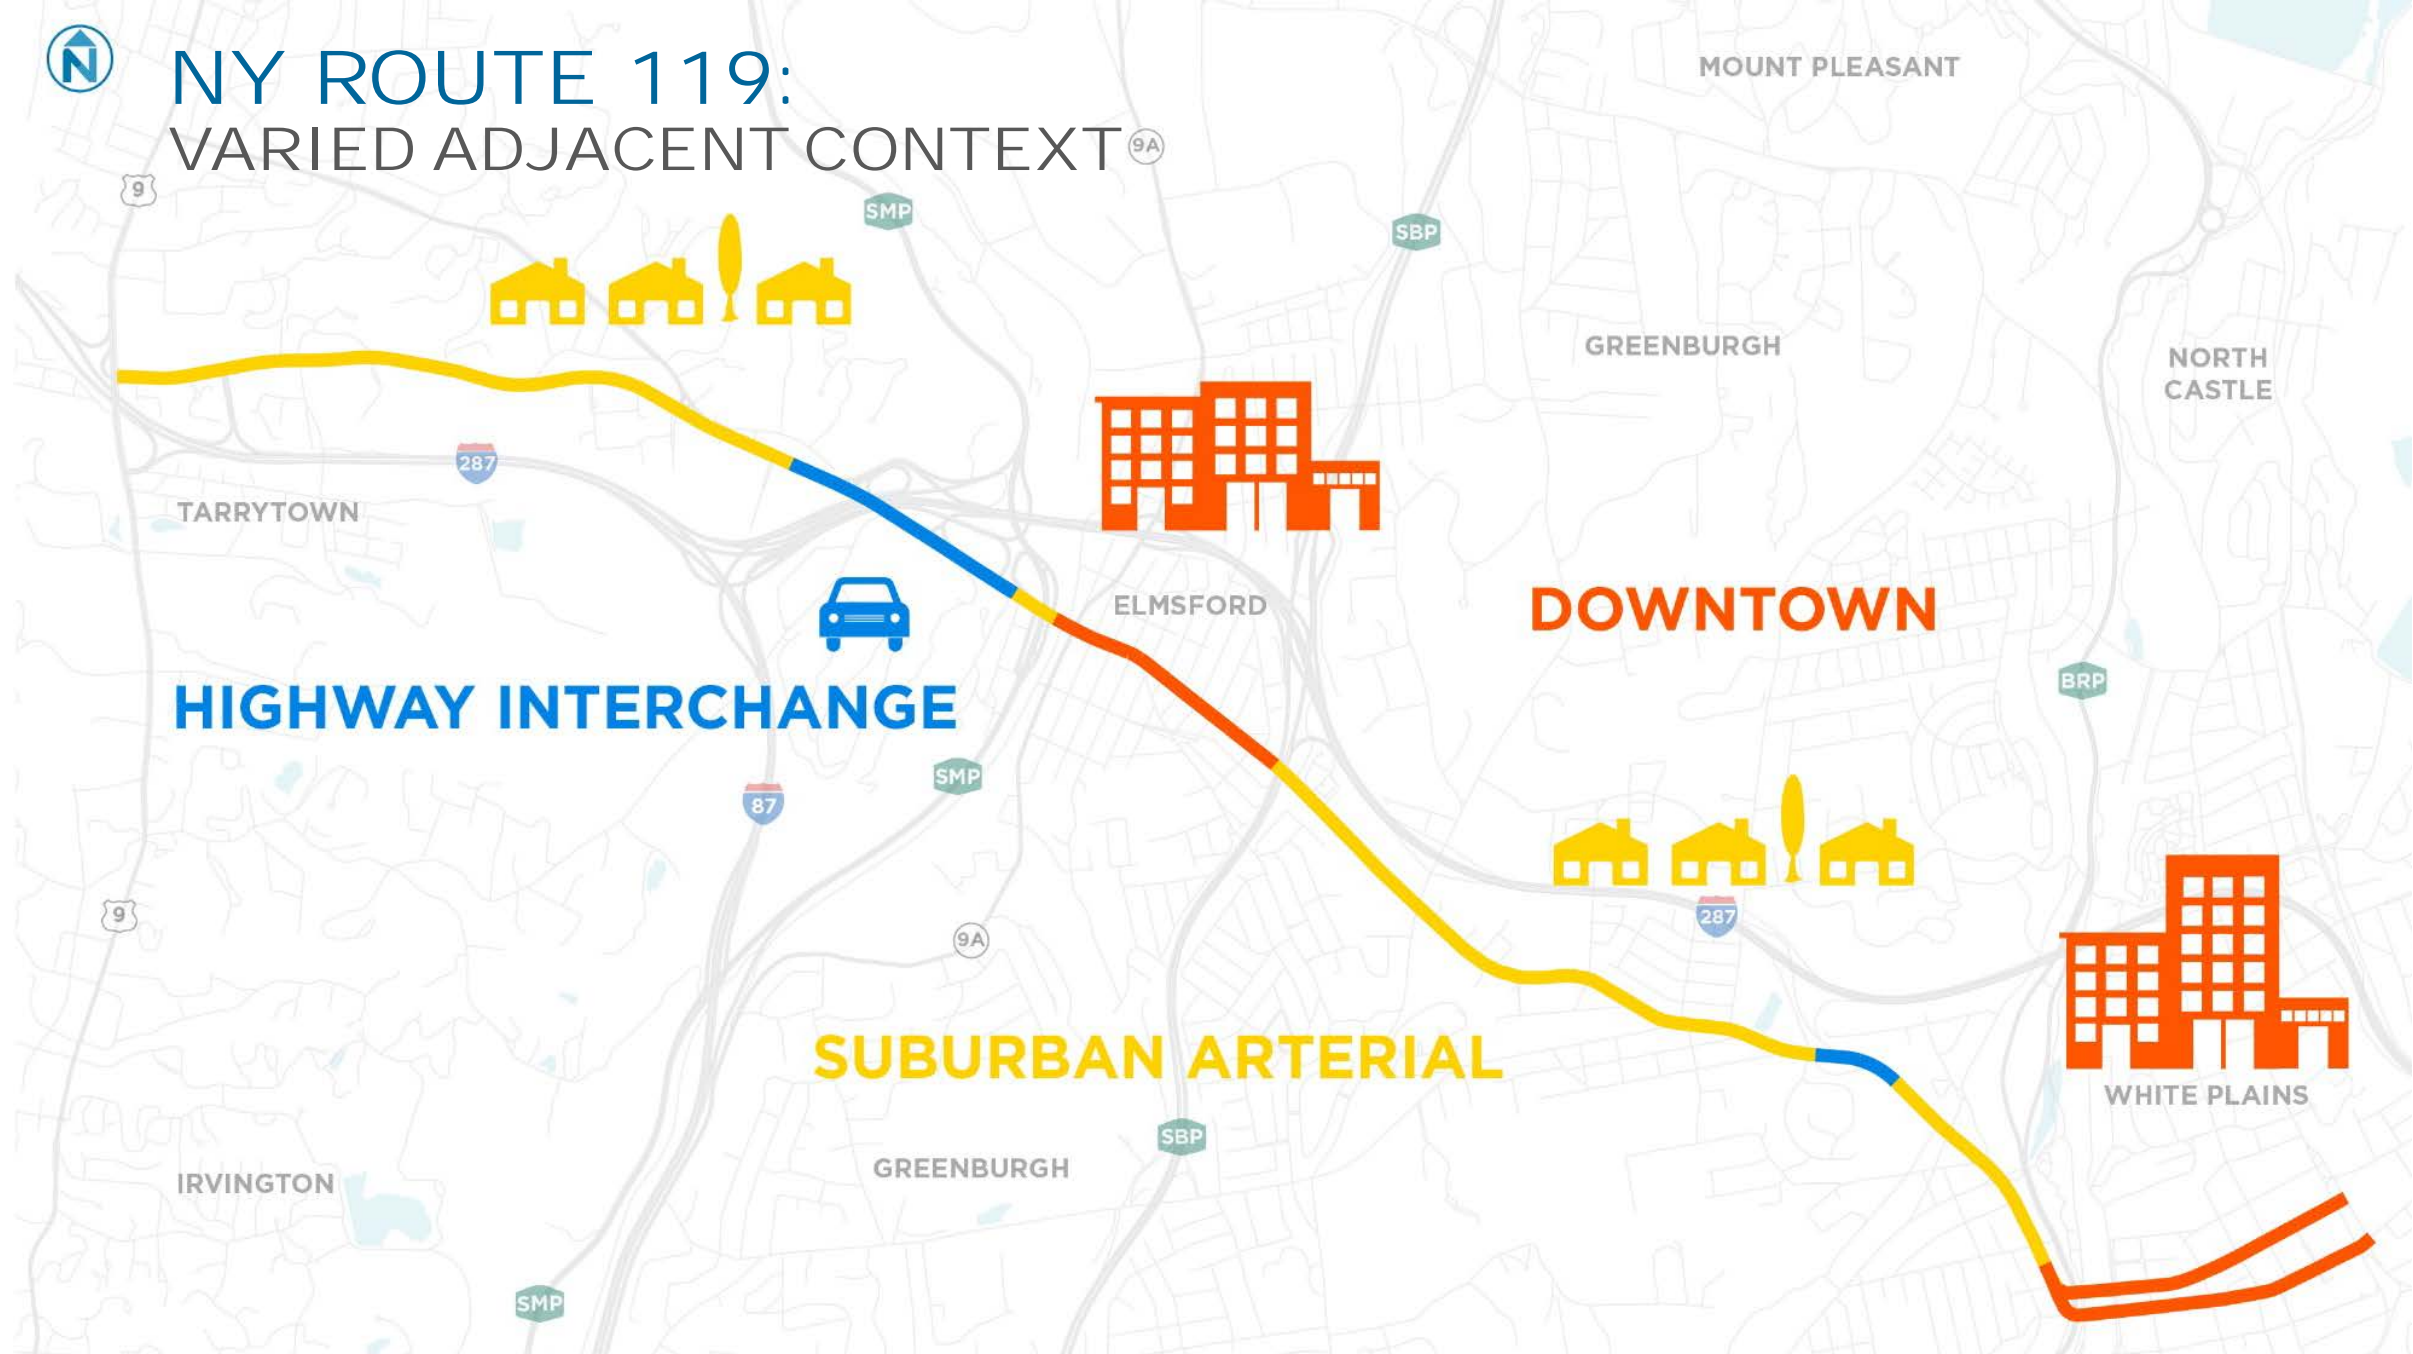 N
NY ROUTE 119:
VARIED ADJACENT CONTEXT
9A
MOUNT PLEASANT
9
SMP
SBP
GREENBURGH
NORTH
CASTLE
287
TARRYTOWN
ELMSFORD
DOWNTOWN
BRP
HIGHWAY INTERCHANGE
SMP
87
9
287
9A
SUBURBAN ARTERIAL
WHITE PLAINS
SBP
GREENBURGH
IRVINGTON
SMP